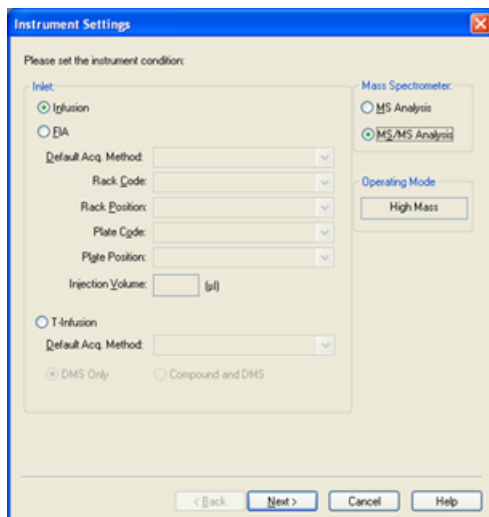 Instrument Settings
Please set the instrument condition:
Inlet:
Infusion
FIA
Default Acq. Method:
Rack Code:
Rack Position:
Plate Code:
Plate Position:
Injection Volume:
(µl)
T-Infusion
Default Acq. Method:
DMS Only
Compound and DMS
Mass Spectrometer:
MS Analysis
MS/MS Analysis
Operating Mode
High Mass
< Back
Next >
Cancel
Help